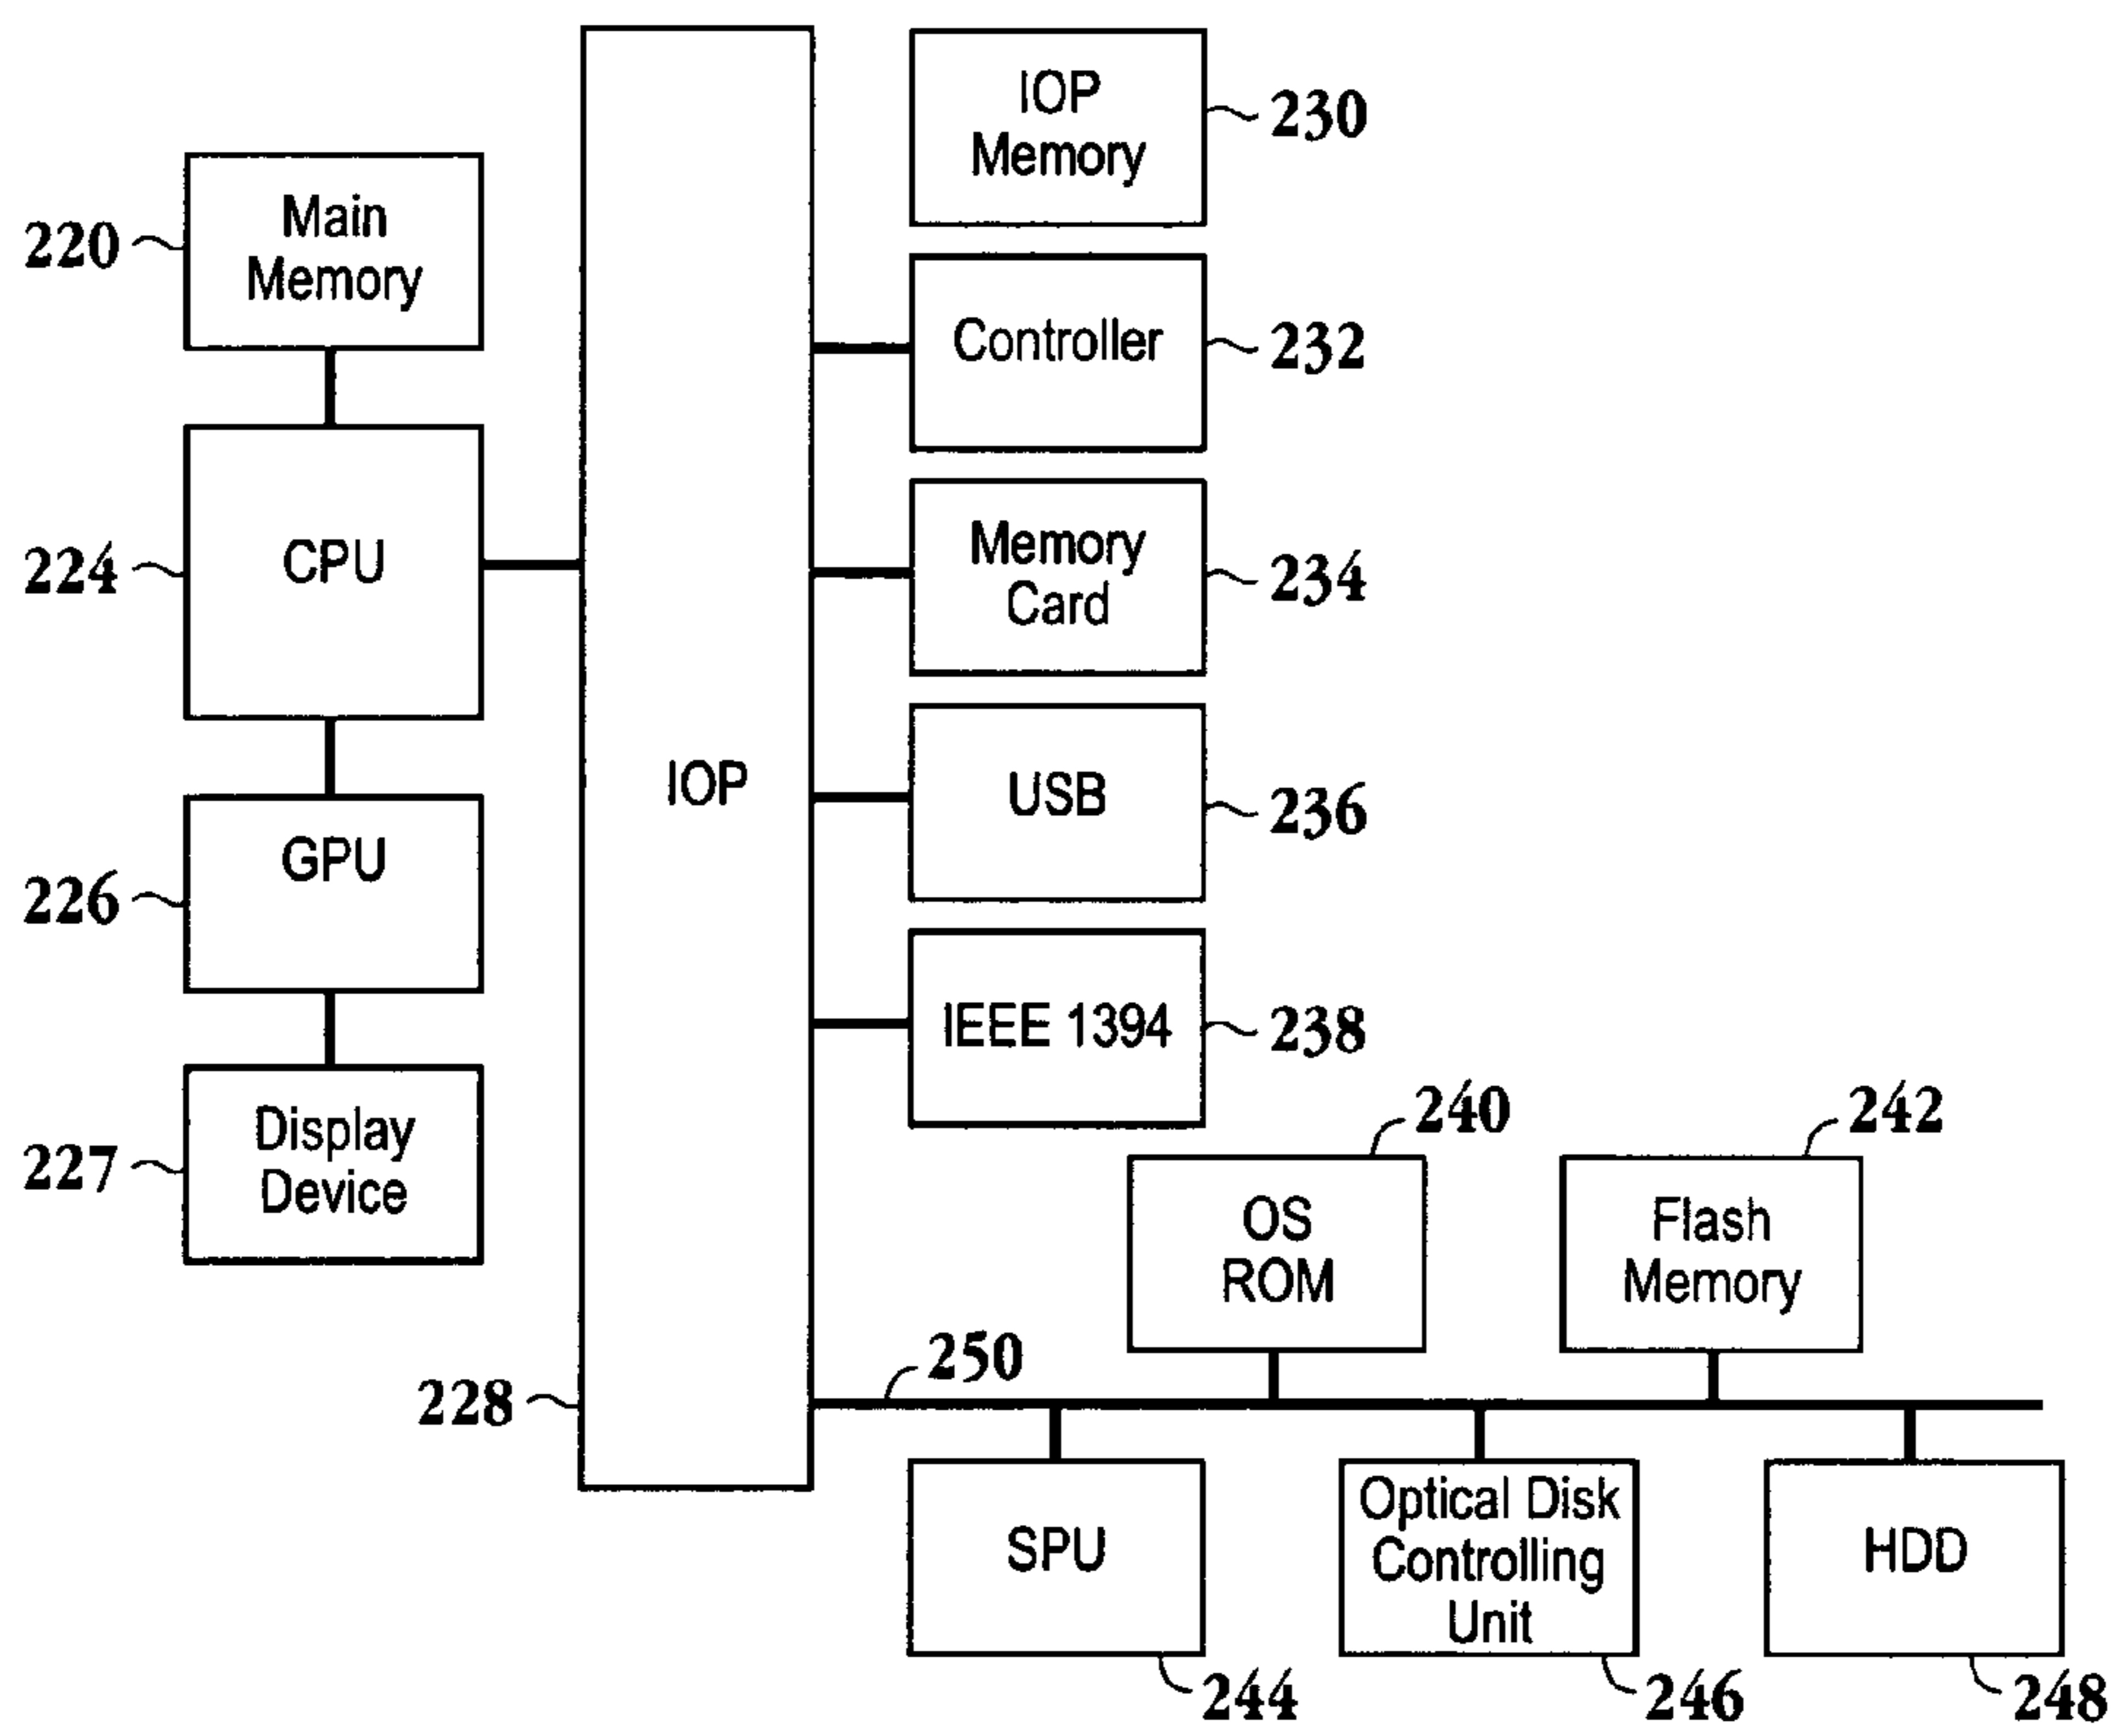 IOP
Memory
230
Main
Memory
220
Controller
232
CPU
224
Memory
Card
234
IOP
USB
236
GPU
226
IEEE 1394
238
Display
Device
227
240
242
OS
ROM
Flash
Memory
250
228
SPU
Optical Disk
Controlling
Unit
HDD
244
246
248